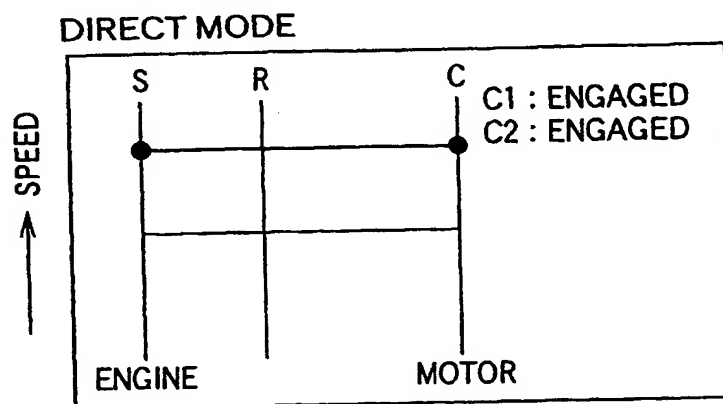 DIRECT MODE
S R C
C1 : ENGAGED
C2 : ENGAGED
SPEED
ENGINE MOTOR